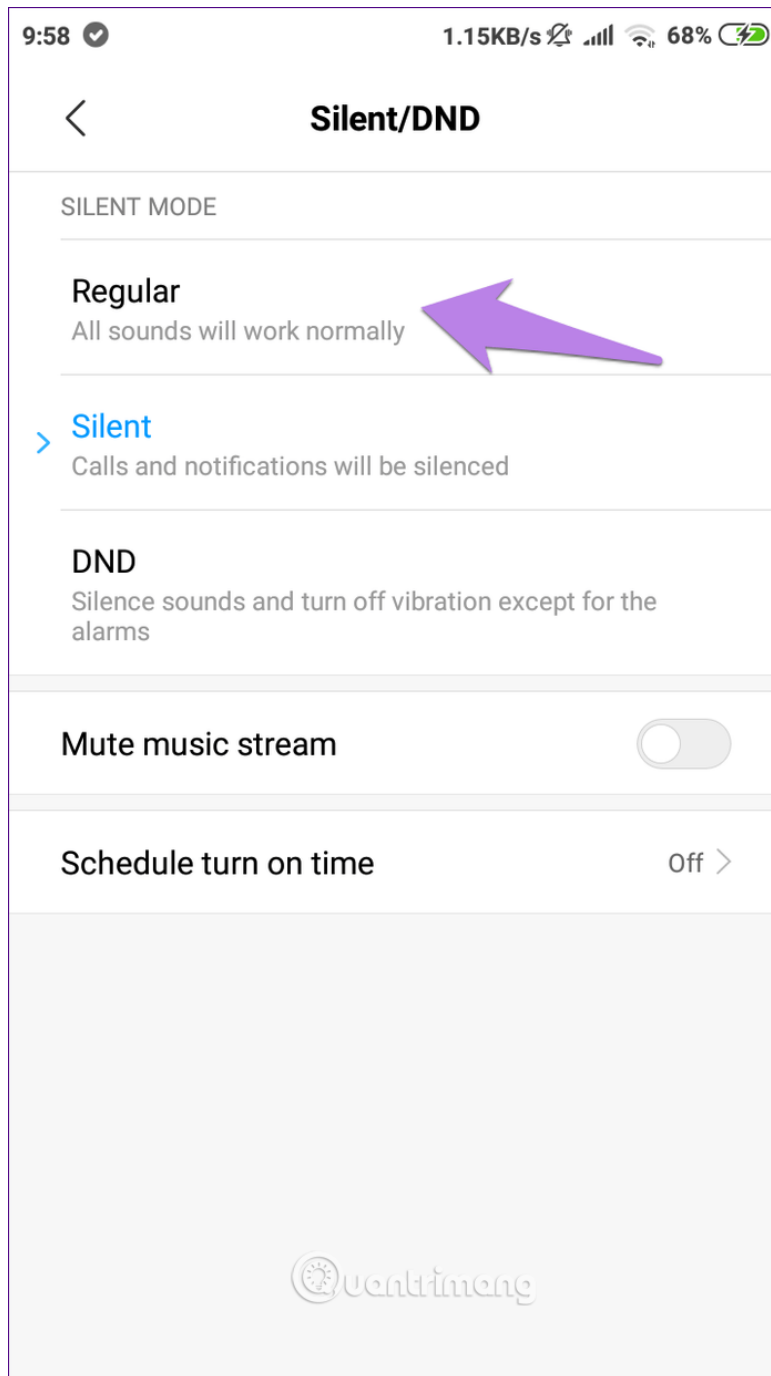 9:58 1.15KB/s 68%
Silent/DND
SILENT MODE
Regular
All sounds will work normally
Silent
Calls and notifications will be silenced
DND
Silence sounds and turn off vibration except for the
alarms
Mute music stream
Schedule turn on time Off
Quantrimang